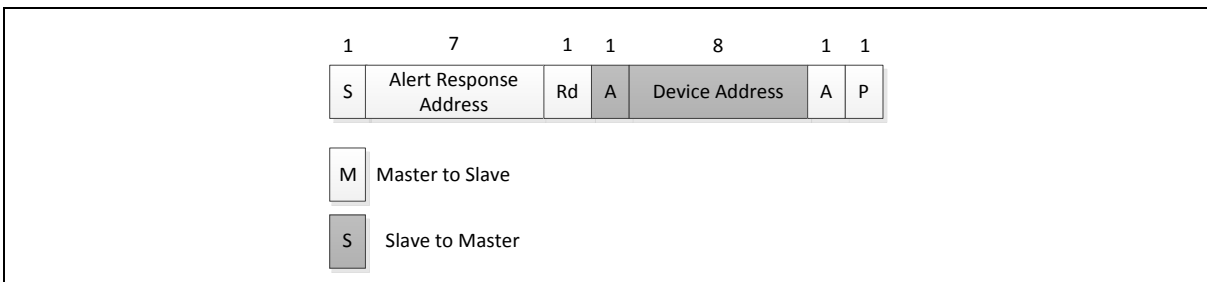 1 7 1 1 8 1 1
S Alert Response Address Rd A Device Address A P
M Master to Slave
S Slave to Master